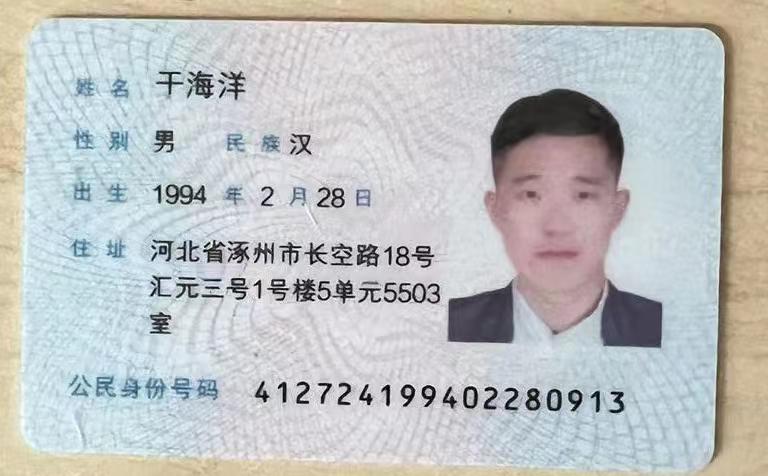 姓名 干海洋
性别 男 民族 汉
出生 1994 年 2 月 28 日
住址 河北省涿州市长空路18号
汇元三号1号楼5单元5503
室
公民身份号码 412724199402280913